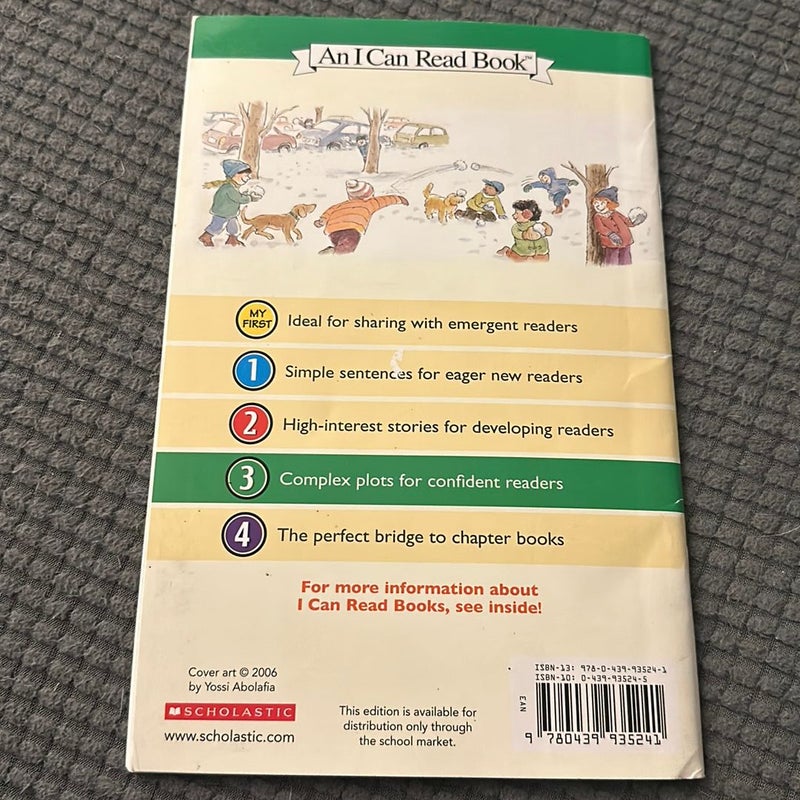 An I Can Read Book™
MY FIRST Ideal for sharing with emergent readers
1 Simple sentences for eager new readers
2 High-interest stories for developing readers
3 Complex plots for confident readers
4 The perfect bridge to chapter books
For more information about
I Can Read Books, see inside!
Cover art © 2006
by Yossi Abolafia
SCHOLASTIC
www.scholastic.com
This edition is available for
distribution only through
the school market.
ISBN-13: 978-0-439-93524-1
ISBN-10: 0-439-93524-5
EAN
9 780439 935241